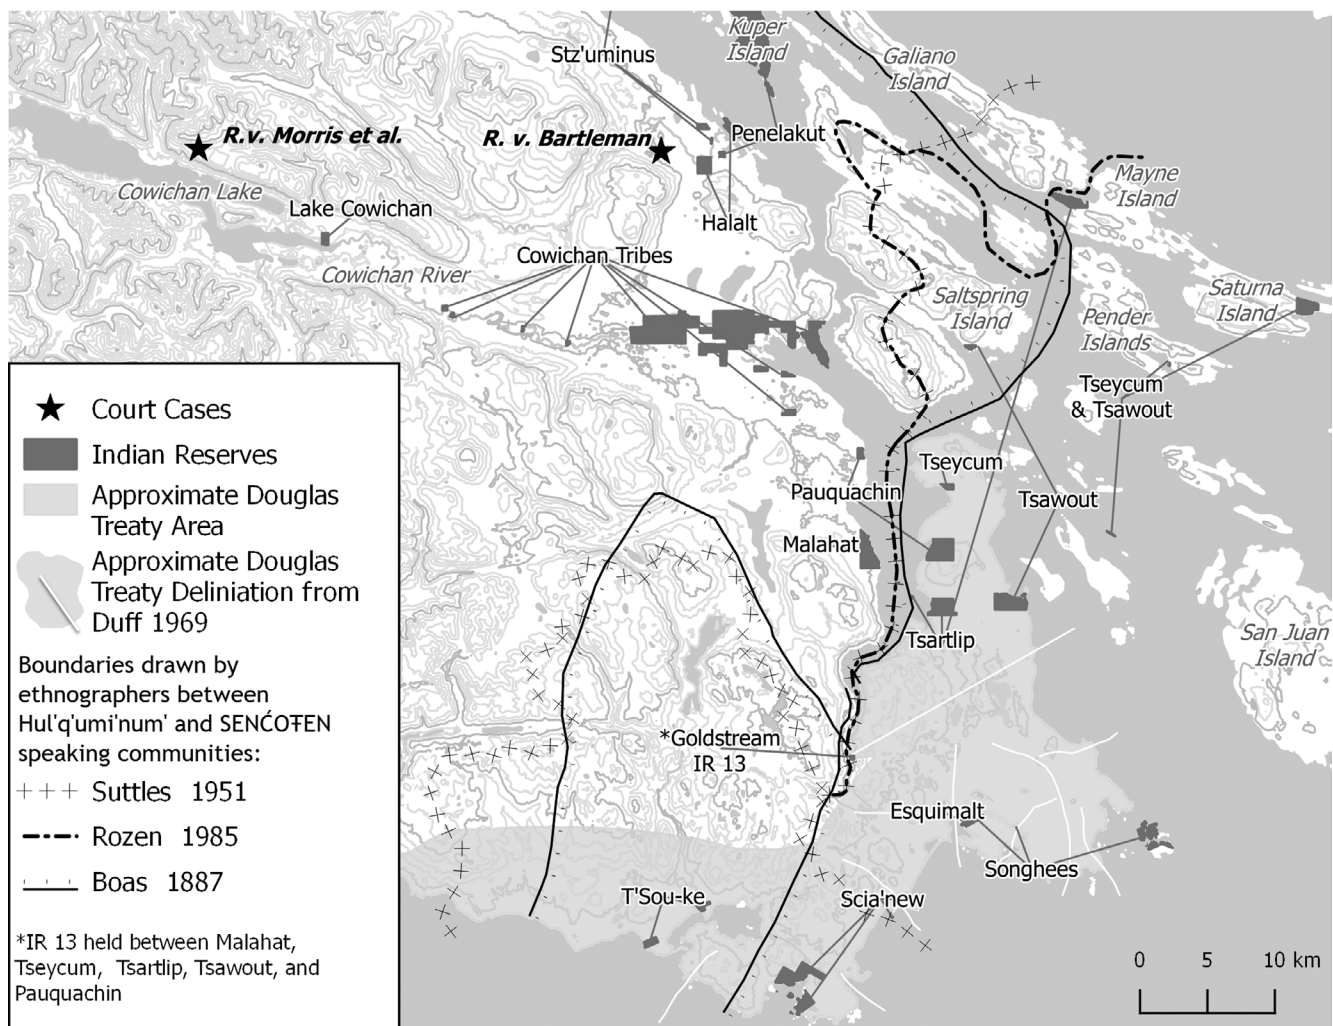 Stz'uminus
Kuper
Island
Galiano
Island
R.v. Morris et al.
R. v. Bartleman
Penelakut
Mayne
Island
Cowichan Lake
Lake Cowichan
Halalt
Cowichan River
Cowichan Tribes
Saltspring
Island
Saturna
Island
Pender
Islands
Tseycum
& Tsawout
Tseycum
Pauquachin
Tsawout
Malahat
Tsartlip
San Juan
Island
*Goldstream
IR 13
Esquimalt
Songhees
T'Sou-ke
Scia'new
Court Cases
Indian Reserves
Approximate Douglas
Treaty Area
Approximate Douglas
Treaty Deliniation from
Duff 1969
Boundaries drawn by
ethnographers between
Hul'q'umi'num' and SENĆOŦEN
speaking communities:
Suttles 1951
Rozen 1985
Boas 1887
*IR 13 held between Malahat,
Tseycum, Tsartlip, Tsawout, and
Pauquachin
0 5 10 km